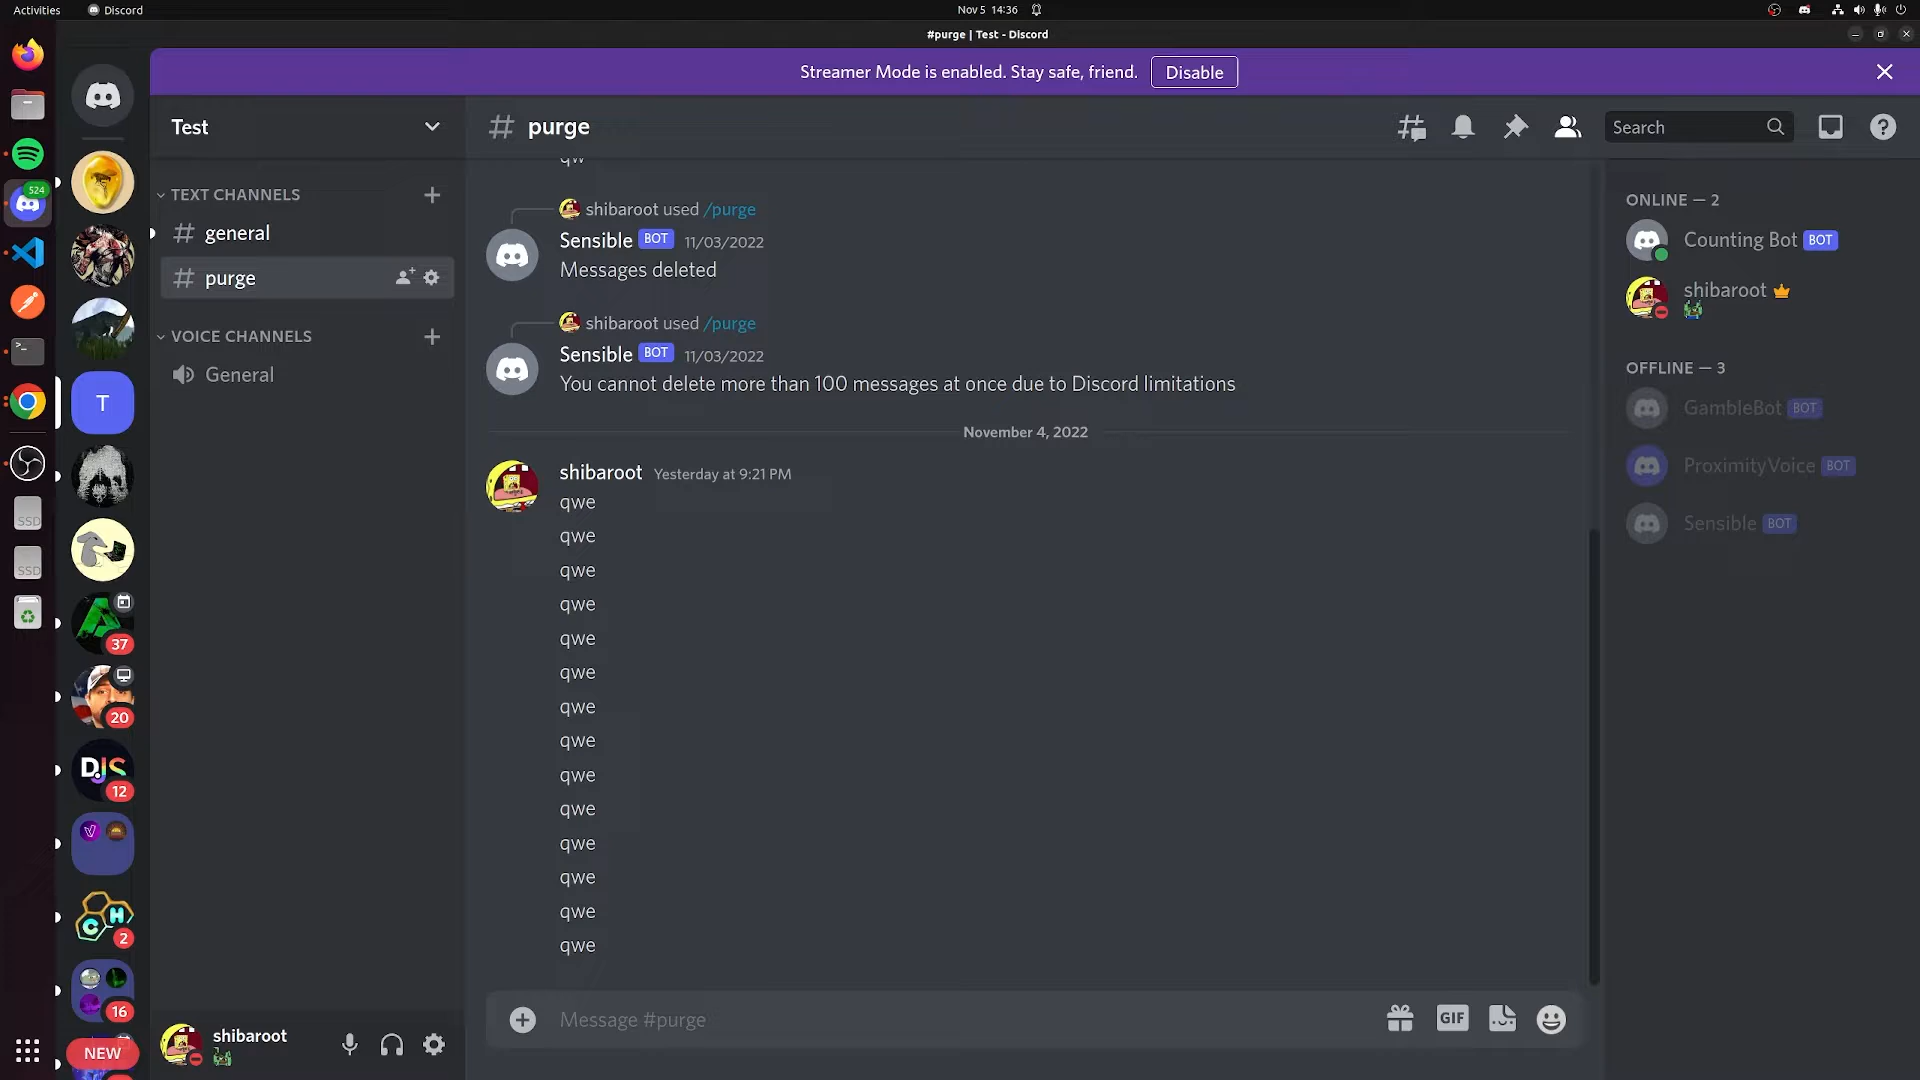 Activities
Discord
Nov 5 14:36
#purge | Test - Discord
Streamer Mode is enabled. Stay safe, friend.
Disable
524
Test
TEXT CHANNELS
general
purge
VOICE CHANNELS
General
SSD
SSD
T
37
20
DJS
12
C H
2
16
NEW
shibaroot
# purge
Search
qw
shibaroot used /purge
Sensible BOT 11/03/2022
Messages deleted
shibaroot used /purge
Sensible BOT 11/03/2022
You cannot delete more than 100 messages at once due to Discord limitations
November 4, 2022
shibaroot Yesterday at 9:21 PM
qwe
qwe
qwe
qwe
qwe
qwe
qwe
qwe
qwe
qwe
qwe
qwe
qwe
qwe
Message #purge
GIF
ONLINE — 2
Counting Bot BOT
shibaroot
OFFLINE — 3
GambleBot BOT
ProximityVoice BOT
Sensible BOT